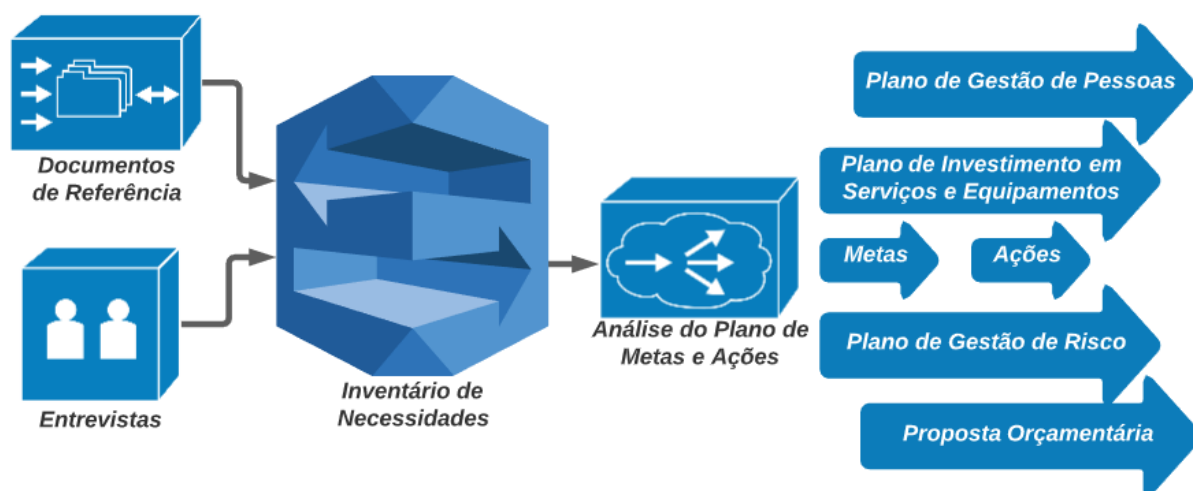 Documentos
de Referência
Entrevistas
Inventário de
Necessidades
Análise do Plano de
Metas e Ações
Plano de Gestão de Pessoas
Plano de Investimento em
Serviços e Equipamentos
Metas
Ações
Plano de Gestão de Risco
Proposta Orçamentária